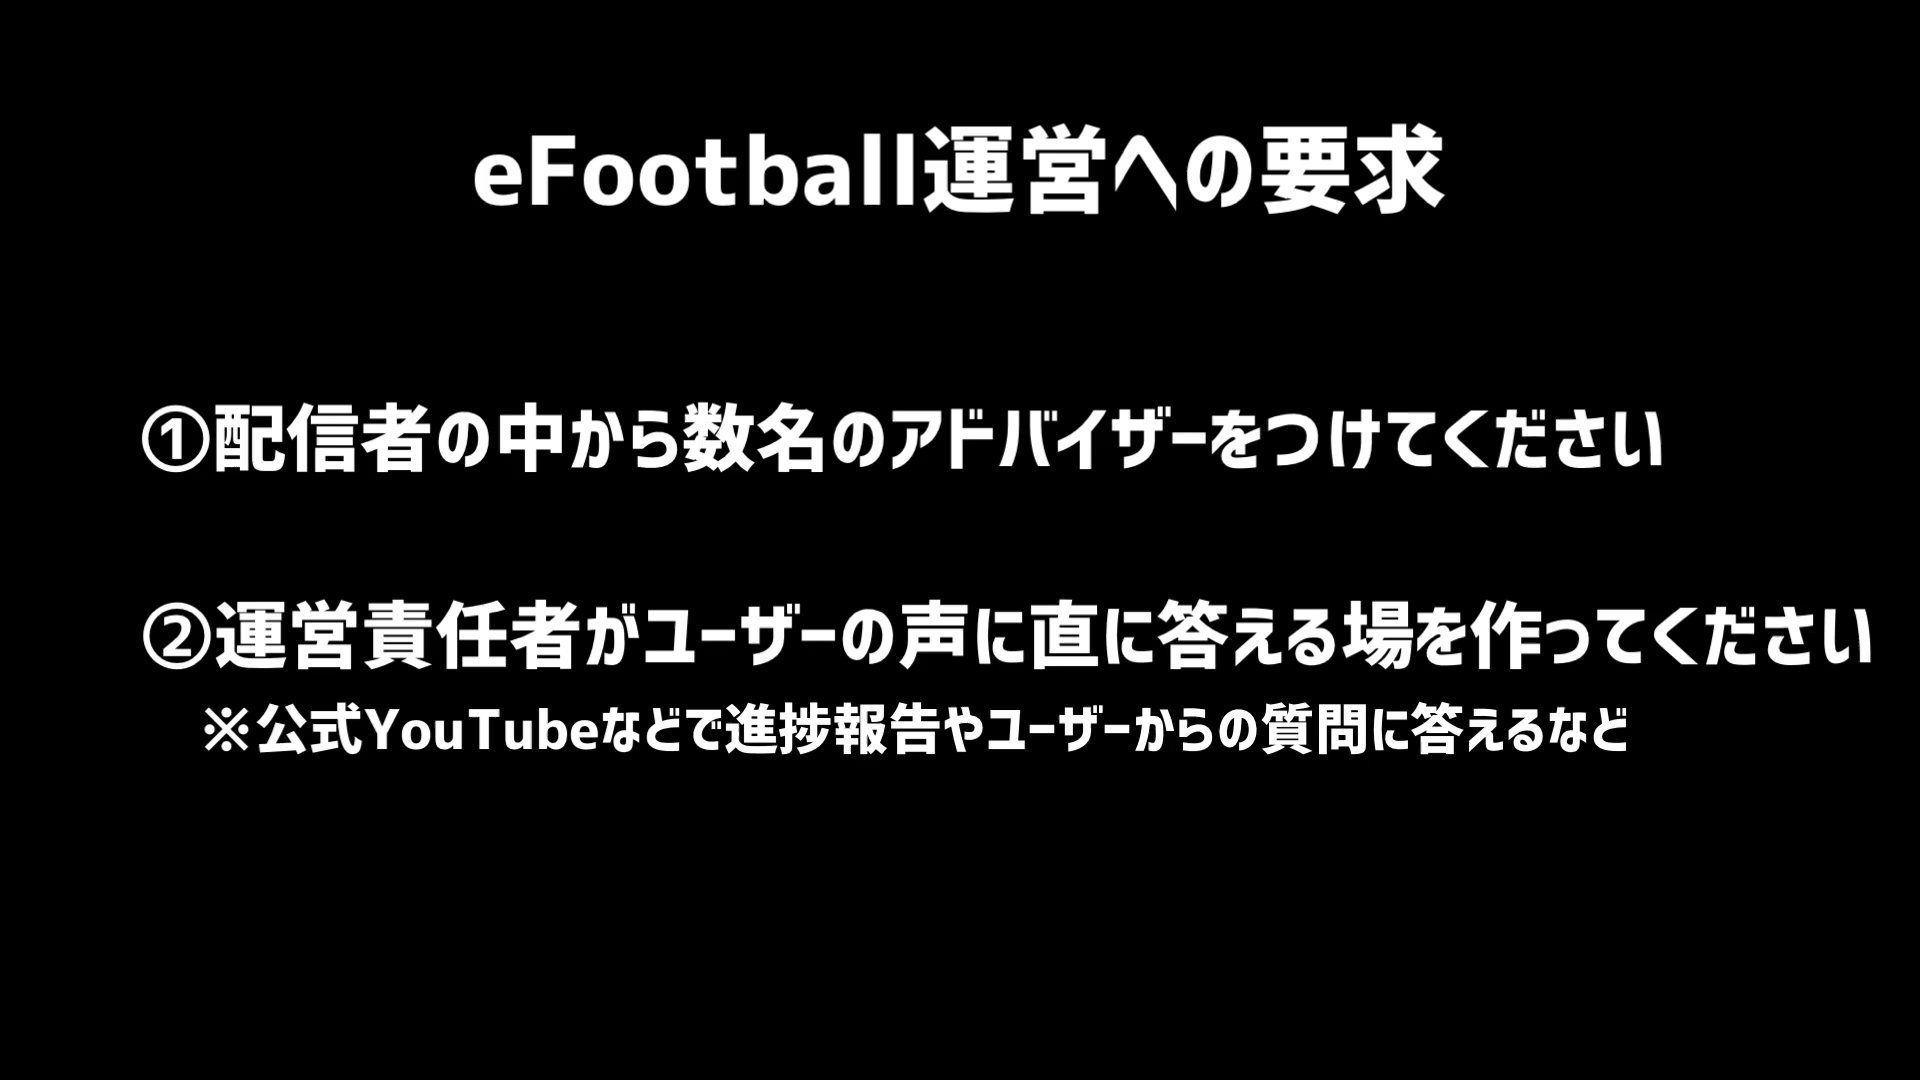 eFootball運営への要求
①配信者の中から数名のアドバイザーをつけてください
②運営責任者がユーザーの声に直に答える場を作ってください
※公式YouTubeなどで進捗報告やユーザーからの質問に答えるなど